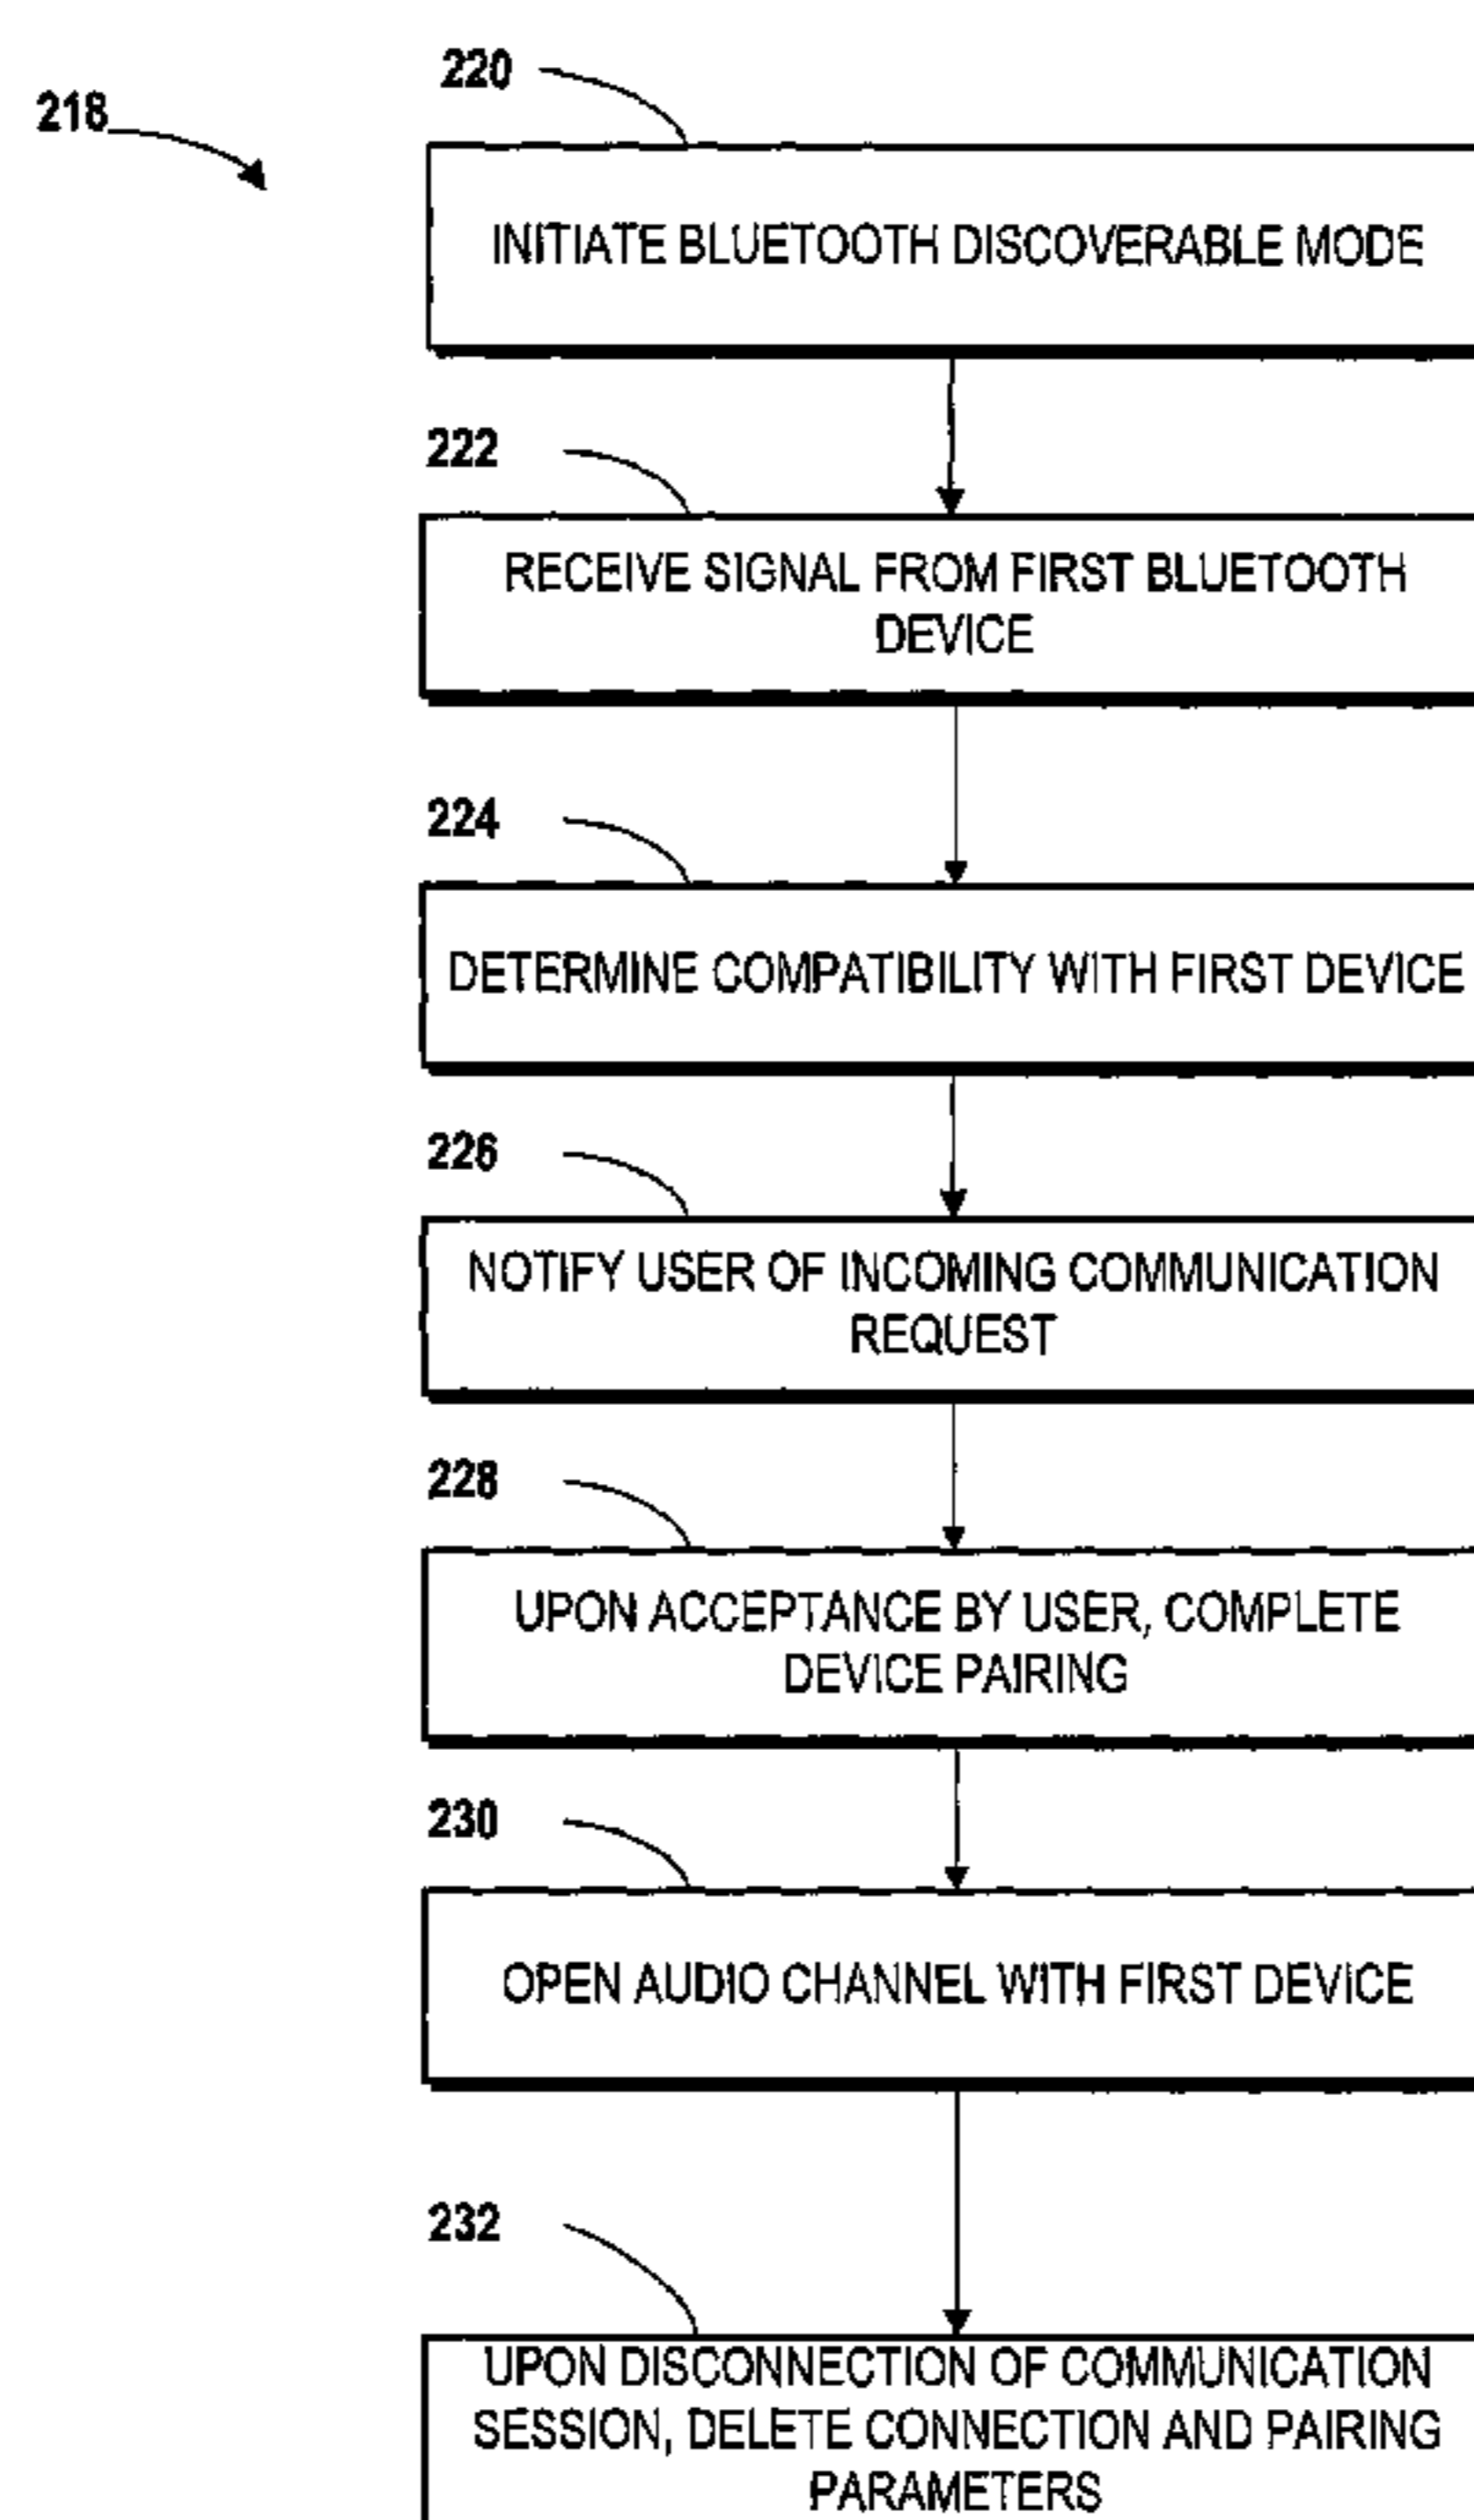 220
218
INITIATE BLUETOOTH DISCOVERABLE MODE
222
RECEIVE SIGNAL FROM FIRST BLUETOOTH
DEVICE
224
DETERMINE COMPATIBILITY WITH FIRST DEVICE
226
NOTIFY USER OF INCOMING COMMUNICATION
REQUEST
228
UPON ACCEPTANCE BY USER, COMPLETE
DEVICE PAIRING
230
OPEN AUDIO CHANNEL WITH FIRST DEVICE
232
UPON DISCONNECTION OF COMMUNICATION
SESSION, DELETE CONNECTION AND PAIRING
PARAMETERS